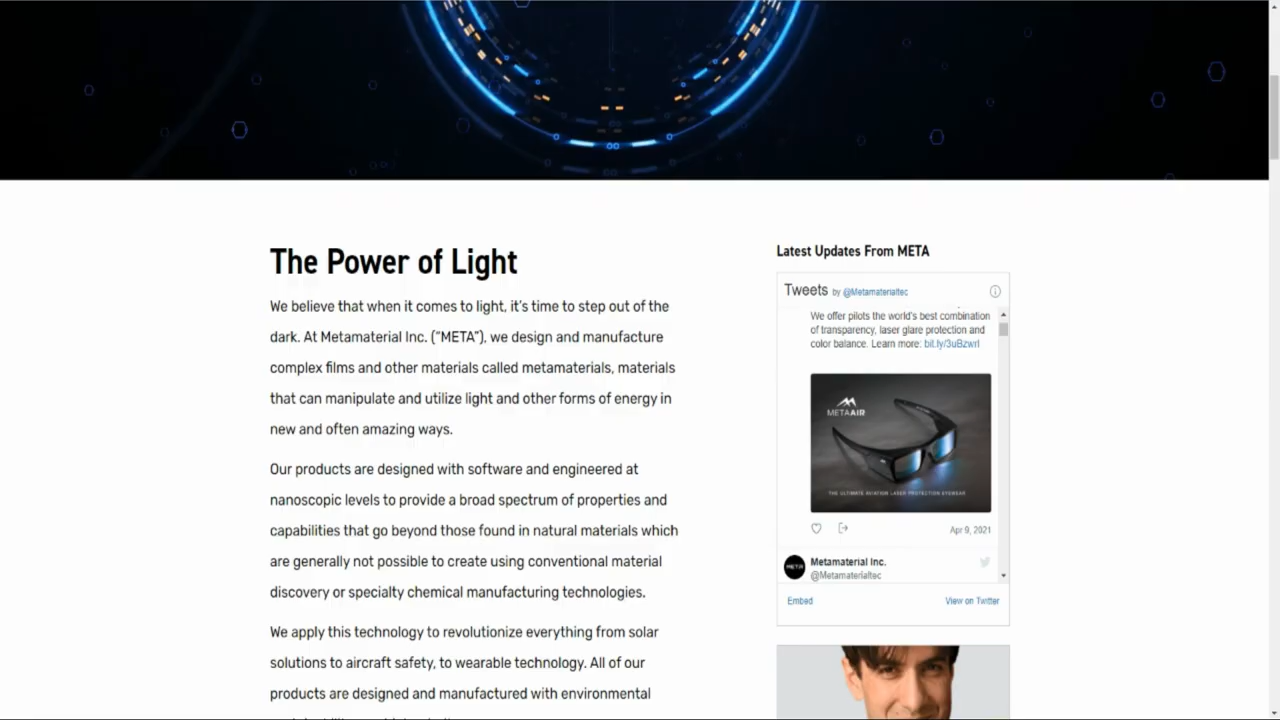 The Power of Light
We believe that when it comes to light, it's time to step out of the
dark. At Metamaterial Inc. ("META"), we design and manufacture
complex films and other materials called metamaterials, materials
that can manipulate and utilize light and other forms of energy in
new and often amazing ways.
Our products are designed with software and engineered at
nanoscopic levels to provide a broad spectrum of properties and
capabilities that go beyond those found in natural materials which
are generally not possible to create using conventional material
discovery or specialty chemical manufacturing technologies.
We apply this technology to revolutionize everything from solar
solutions to aircraft safety, to wearable technology. All of our
products are designed and manufactured with environmental
Latest Updates From META
Tweets by @Metamaterialtec
We offer pilots the world's best combination
of transparency, laser glare protection and
color balance. Learn more: bit.ly/3uBzwrI
METAAIR
THE ULTIMATE AVIATION LASER PROTECTION EYEWEAR
Apr 9, 2021
META
Metamaterial Inc.
@Metamaterialtec
Embed
View on Twitter